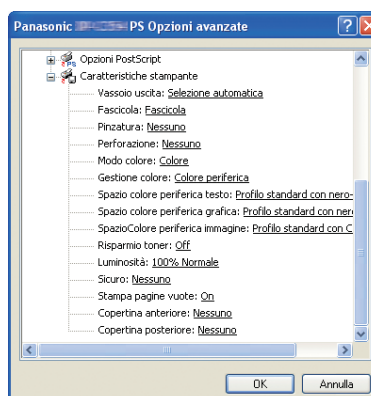 Panasonic PS Opzioni avanzate
Opzioni PostScript
Caratteristiche stampante
Vassoio uscita: Selezione automatica
Fascicola: Fascicola
Pinzatura: Nessuno
Perforazione: Nessuno
Modo colore: Colore
Gestione colore: Colore periferica
Spazio colore periferica testo: Profilo standard con nero-
Spazio colore periferica grafica: Profilo standard con ner
SpazioColore periferica immagine: Profilo standard con C
Risparmio toner: Off
Luminosità: 100% Normale
Sicuro: Nessuno
Stampa pagine vuote: On
Copertina anteriore: Nessuno
Copertina posteriore: Nessuno
OK Annulla